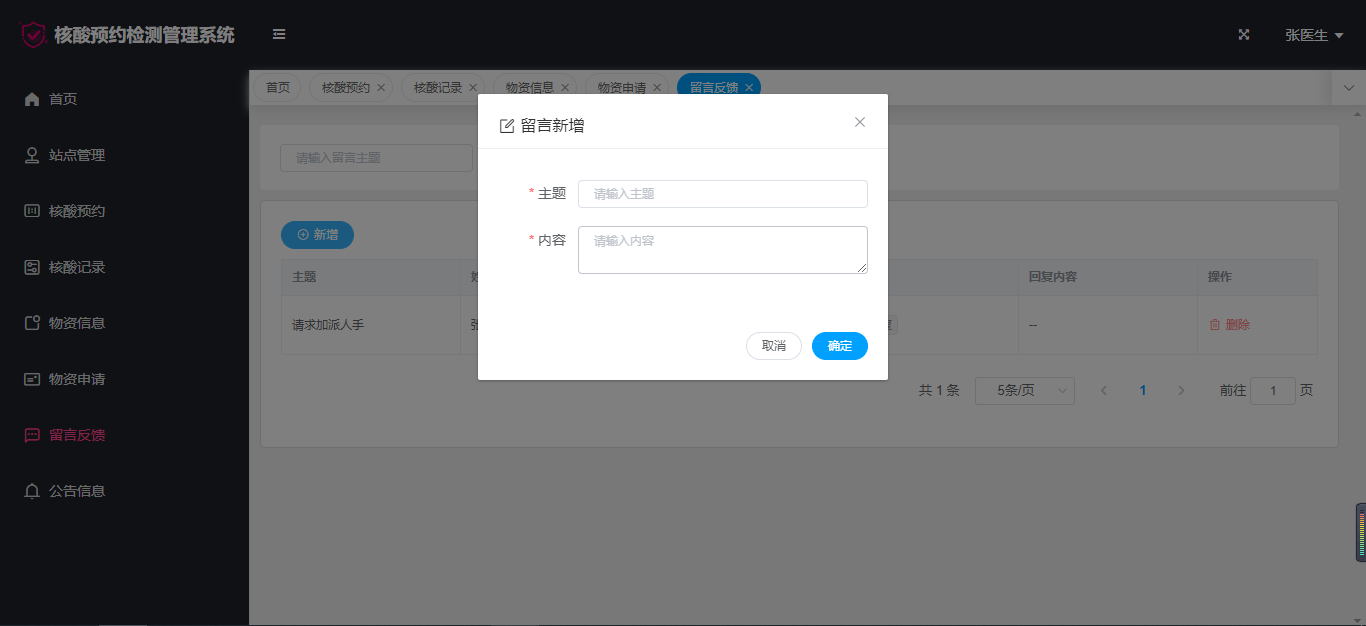 核酸预约检测管理系统
张医生
首页
站点管理
核酸预约
核酸记录
物资信息
物资申请
留言反馈
公告信息
首页 核酸预约 核酸记录 物资信息 物资申请 留言反馈
请输入留言主题
新增
主题 回复内容 操作
请求加派人手 -- 删除
共 1 条 5条/页 1 前往 1 页
留言新增
* 主题 请输入主题
* 内容 请输入内容
取消 确定